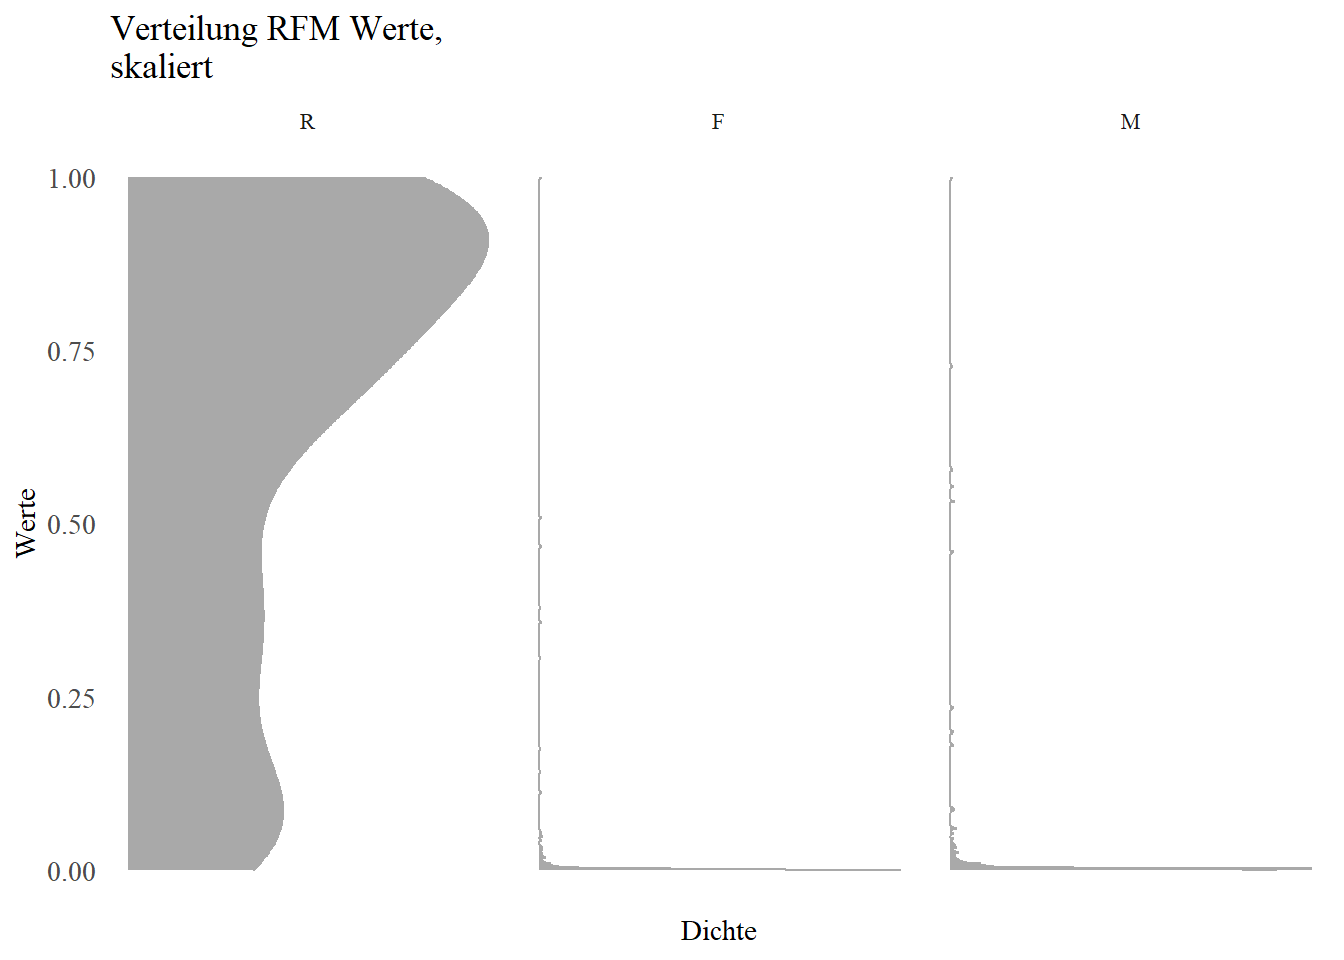 Verteilung RFM Werte,
skaliert
R
F
M
1.00
0.75
0.50
0.25
0.00
Werte
Dichte